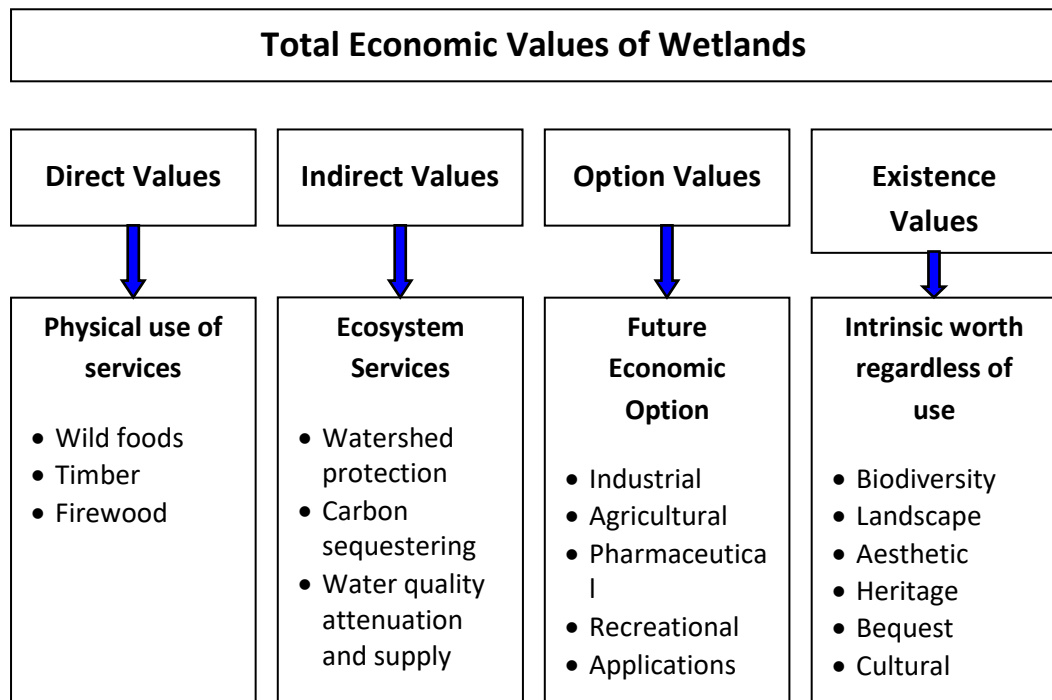 Total Economic Values of Wetlands
Direct Values
Physical use of
services
• Wild foods
• Timber
• Firewood
Indirect Values
Ecosystem
Services
• Watershed
protection
• Carbon
sequestering
• Water quality
attenuation
and supply
Option Values
Future
Economic
Option
• Industrial
• Agricultural
• Pharmaceutica
l
• Recreational
• Applications
Existence
Values
Intrinsic worth
regardless of
use
• Biodiversity
• Landscape
• Aesthetic
• Heritage
• Bequest
• Cultural